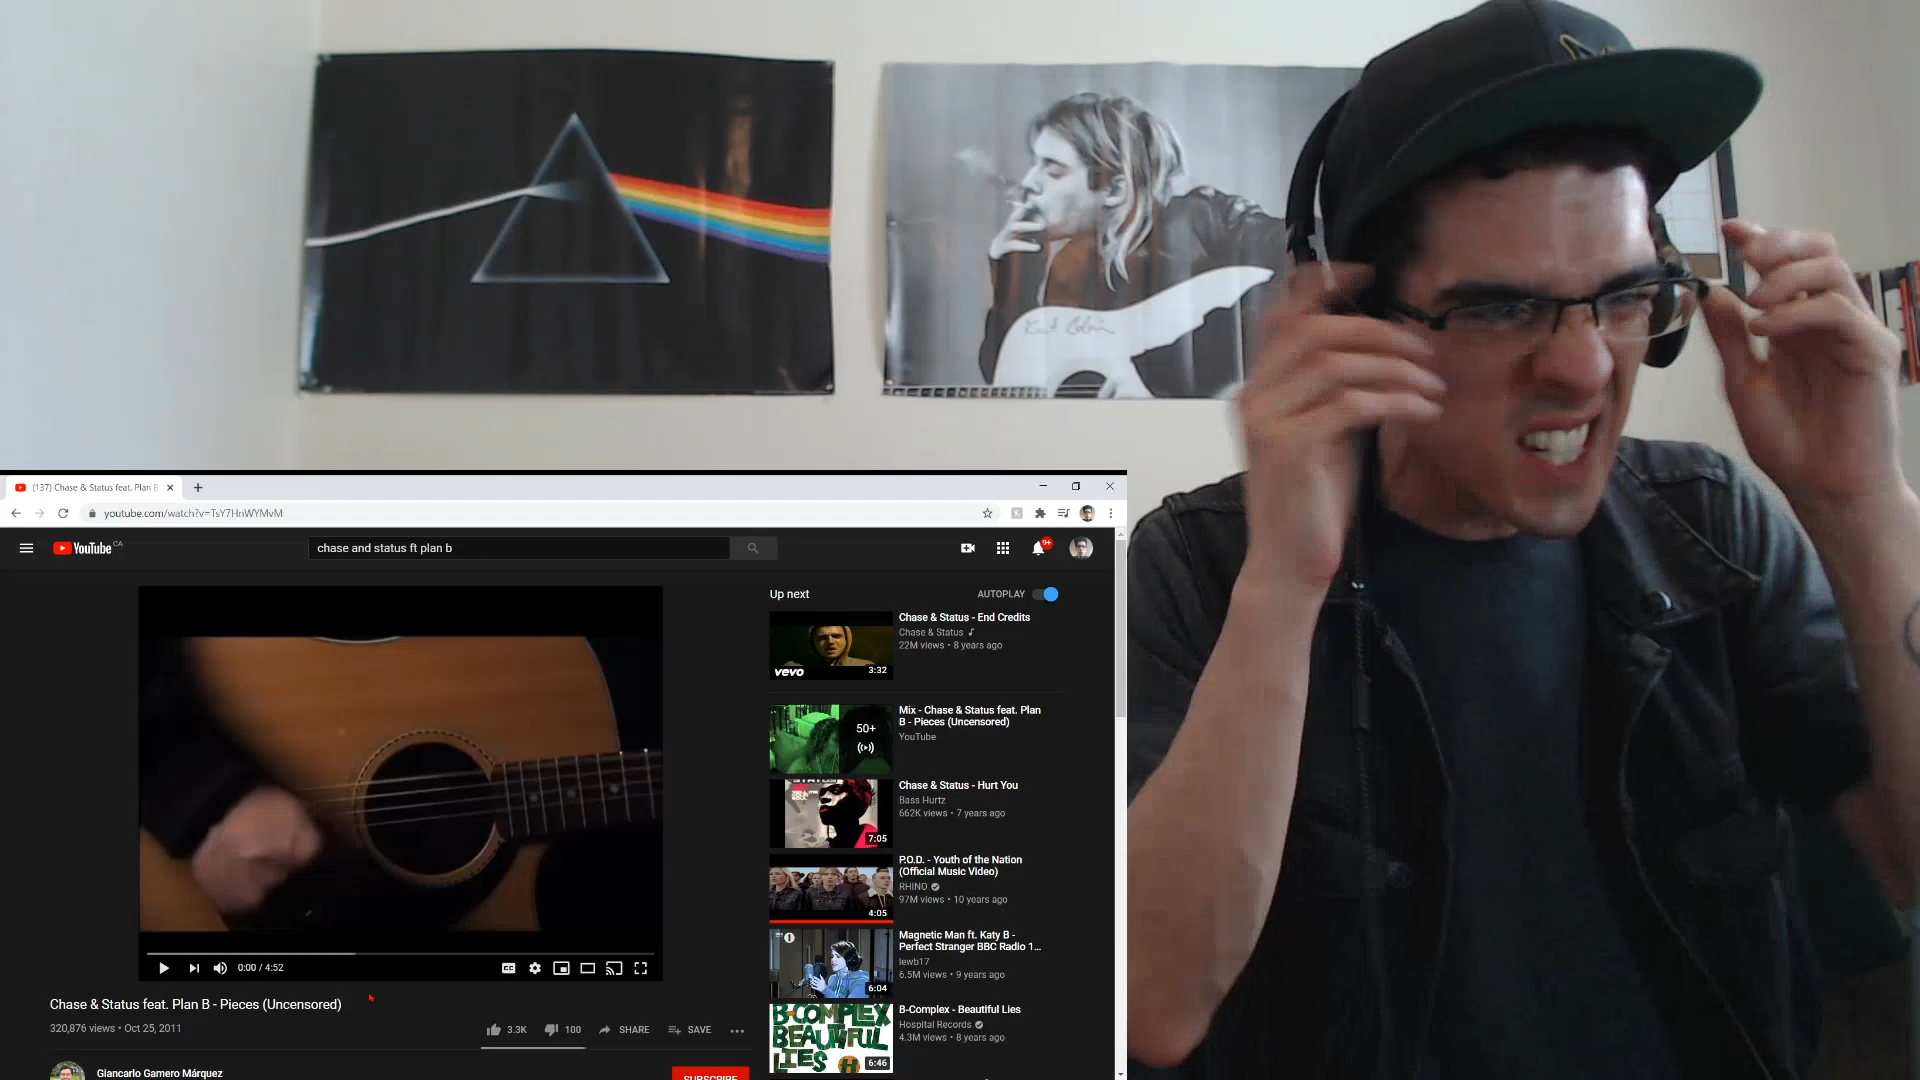 Kurt Cobain
(137) Chase & Status feat. Plan B
youtube.com/watch?v=TsY7HnWYMvM
YouTube CA
chase and status ft plan b
9+
Up next
AUTOPLAY
Chase & Status - End Credits
Chase & Status
22M views • 8 years ago
vevo
3:32
Mix - Chase & Status feat. Plan
B - Pieces (Uncensored)
YouTube
50+
Chase & Status - Hurt You
Bass Hurtz
662K views • 7 years ago
7:05
P.O.D. - Youth of the Nation
(Official Music Video)
RHINO
97M views • 10 years ago
4:05
Magnetic Man ft. Katy B -
Perfect Stranger BBC Radio 1...
lewb17
6.5M views • 9 years ago
6:04
B-Complex - Beautiful Lies
Hospital Records
4.3M views • 8 years ago
B-COMPLEX
BEAUTIFUL
LIES
H
6:46
0:00 / 4:52
Chase & Status feat. Plan B - Pieces (Uncensored)
320,876 views • Oct 25, 2011
3.3K
100
SHARE
SAVE
Giancarlo Gamero Márquez
SUBSCRIBE